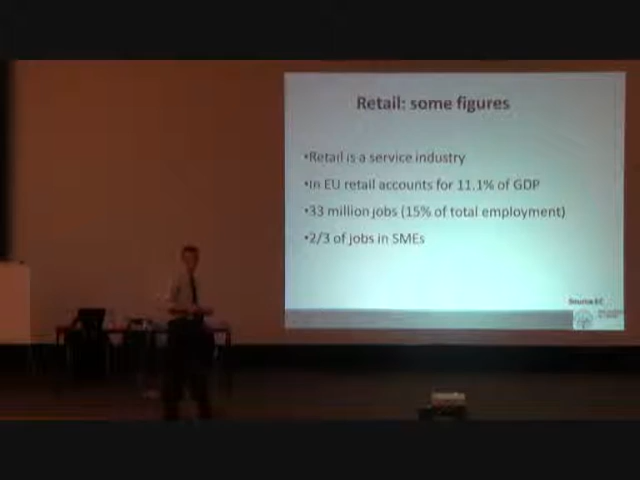 Retail: some figures
•Retail is a service industry
•In EU retail accounts for 11.1% of GDP
•33 million jobs (15% of total employment)
•2/3 of jobs in SMEs
Source EC